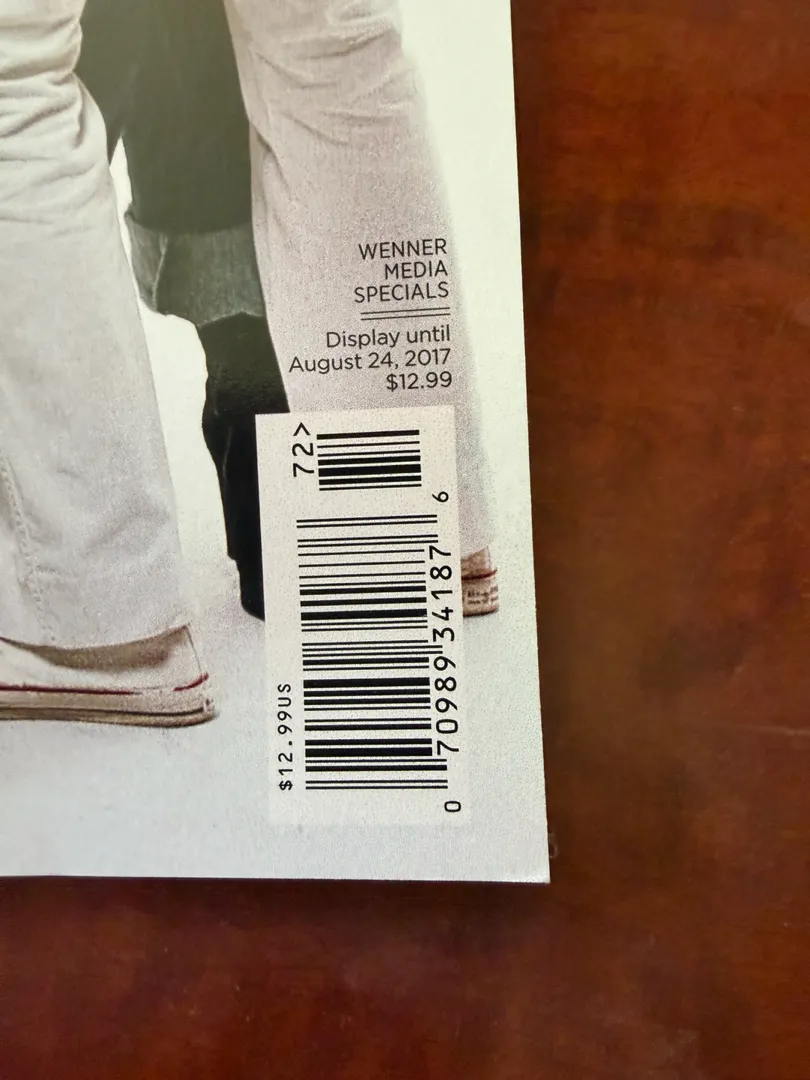 WENNER
MEDIA
SPECIALS
Display until
August 24, 2017
$12.99
72>
$12.99US
0 70989 34187 6